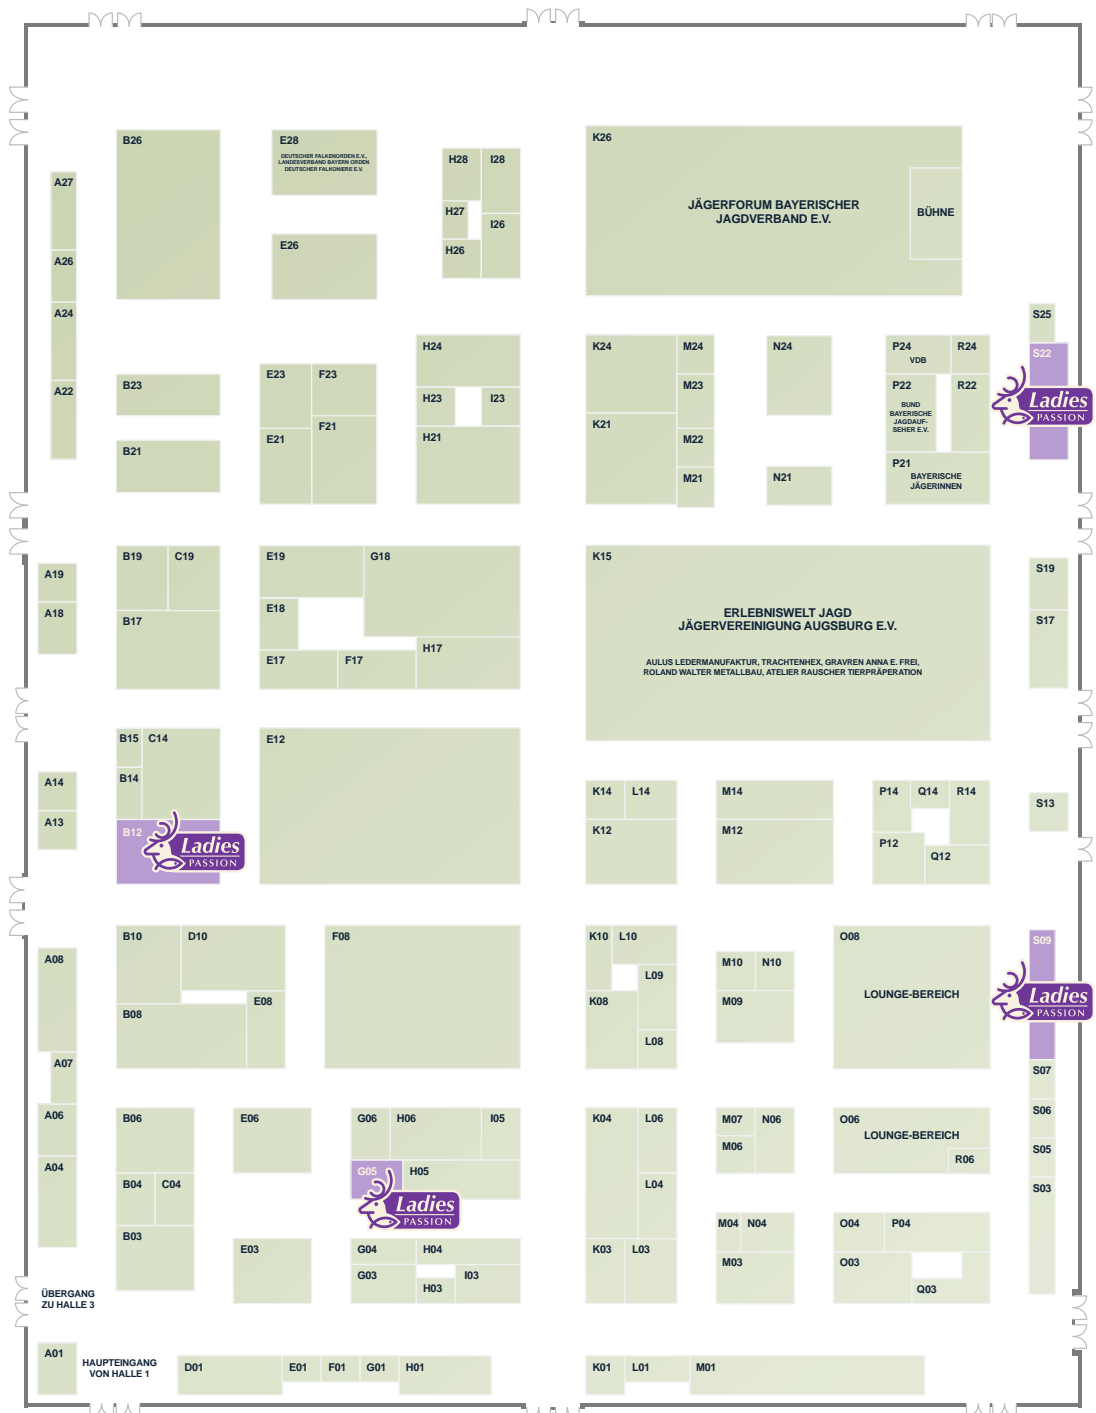 B26
E28
DEUTSCHER FALKENORDEN E.V.,
LANDESVERBAND BAYERN ORDEN
DEUTSCHER FALKONIERE E.V.
H28
I28
K26
JÄGERFORUM BAYERISCHER
JAGDVERBAND E.V.
BÜHNE
A27
H27
I26
E26
H26
A26
A24
S25
H24
K24
M24
N24
P24
VDB
R24
S22
Ladies
PASSION
A22
B23
E23
F23
H23
I23
M23
P22
BUND
BAYERISCHE
JAGDAUF-
SEHER E.V.
R22
B21
E21
F21
H21
K21
M22
M21
N21
P21
BAYERISCHE
JÄGERINNEN
A19
A18
B19
C19
E19
G18
K15
ERLEBNISWELT JAGD
JÄGERVEREINIGUNG AUGSBURG E.V.
AULUS LEDERMANUFAKTUR, TRACHTENHEX, GRAVREN ANNA E. FREI,
ROLAND WALTER METALLBAU, ATELIER RAUSCHER TIERPRÄPERATION
S19
S17
B17
E18
E17
F17
H17
B15
C14
E12
A14
B14
A13
B12
Ladies
PASSION
K14
L14
M14
P14
Q14
R14
S13
K12
M12
P12
Q12
B10
D10
F08
K10
L10
O08
S09
A08
M10
N10
L09
LOUNGE-BEREICH
Ladies
PASSION
B08
E08
K08
M09
L08
A07
S07
A06
B06
E06
G06
H06
I05
K04
L06
M07
N06
O06
LOUNGE-BEREICH
S06
M06
R06
S05
A04
B04
C04
G05
H05
L04
S03
Ladies
PASSION
B03
E03
G04
H04
K03
L03
M04
N04
O04
P04
G03
H03
I03
M03
O03
Q03
ÜBERGANG
ZU HALLE 3
A01
HAUPTEINGANG
VON HALLE 1
D01
E01
F01
G01
H01
K01
L01
M01